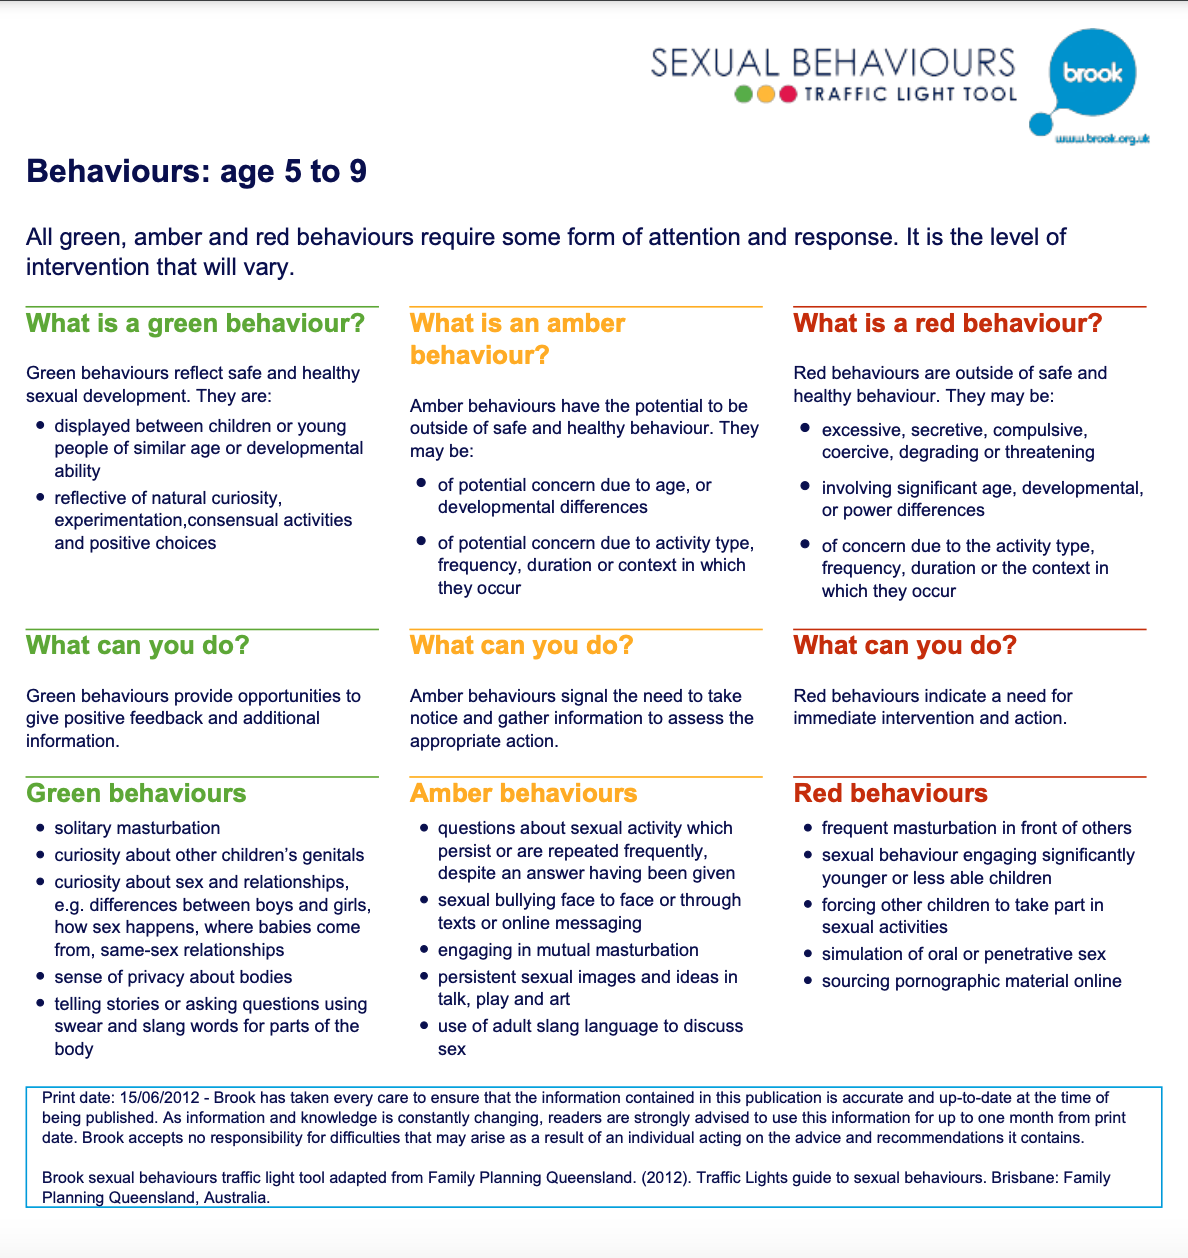 SEXUAL BEHAVIOURS
TRAFFIC LIGHT TOOL
brook
www.brook.org.uk
Behaviours: age 5 to 9
All green, amber and red behaviours require some form of attention and response. It is the level of
intervention that will vary.
What is a green behaviour?
Green behaviours reflect safe and healthy
sexual development. They are:
• displayed between children or young
people of similar age or developmental
ability
• reflective of natural curiosity,
experimentation,consensual activities
and positive choices
What is an amber
behaviour?
Amber behaviours have the potential to be
outside of safe and healthy behaviour. They
may be:
• of potential concern due to age, or
developmental differences
• of potential concern due to activity type,
frequency, duration or context in which
they occur
What is a red behaviour?
Red behaviours are outside of safe and
healthy behaviour. They may be:
• excessive, secretive, compulsive,
coercive, degrading or threatening
• involving significant age, developmental,
or power differences
• of concern due to the activity type,
frequency, duration or the context in
which they occur
What can you do?
Green behaviours provide opportunities to
give positive feedback and additional
information.
What can you do?
Amber behaviours signal the need to take
notice and gather information to assess the
appropriate action.
What can you do?
Red behaviours indicate a need for
immediate intervention and action.
Green behaviours
• solitary masturbation
• curiosity about other children’s genitals
• curiosity about sex and relationships,
e.g. differences between boys and girls,
how sex happens, where babies come
from, same-sex relationships
• sense of privacy about bodies
• telling stories or asking questions using
swear and slang words for parts of the
body
Amber behaviours
• questions about sexual activity which
persist or are repeated frequently,
despite an answer having been given
• sexual bullying face to face or through
texts or online messaging
• engaging in mutual masturbation
• persistent sexual images and ideas in
talk, play and art
• use of adult slang language to discuss
sex
Red behaviours
• frequent masturbation in front of others
• sexual behaviour engaging significantly
younger or less able children
• forcing other children to take part in
sexual activities
• simulation of oral or penetrative sex
• sourcing pornographic material online
Print date: 15/06/2012 - Brook has taken every care to ensure that the information contained in this publication is accurate and up-to-date at the time of
being published. As information and knowledge is constantly changing, readers are strongly advised to use this information for up to one month from print
date. Brook accepts no responsibility for difficulties that may arise as a result of an individual acting on the advice and recommendations it contains.
Brook sexual behaviours traffic light tool adapted from Family Planning Queensland. (2012). Traffic Lights guide to sexual behaviours. Brisbane: Family
Planning Queensland, Australia.